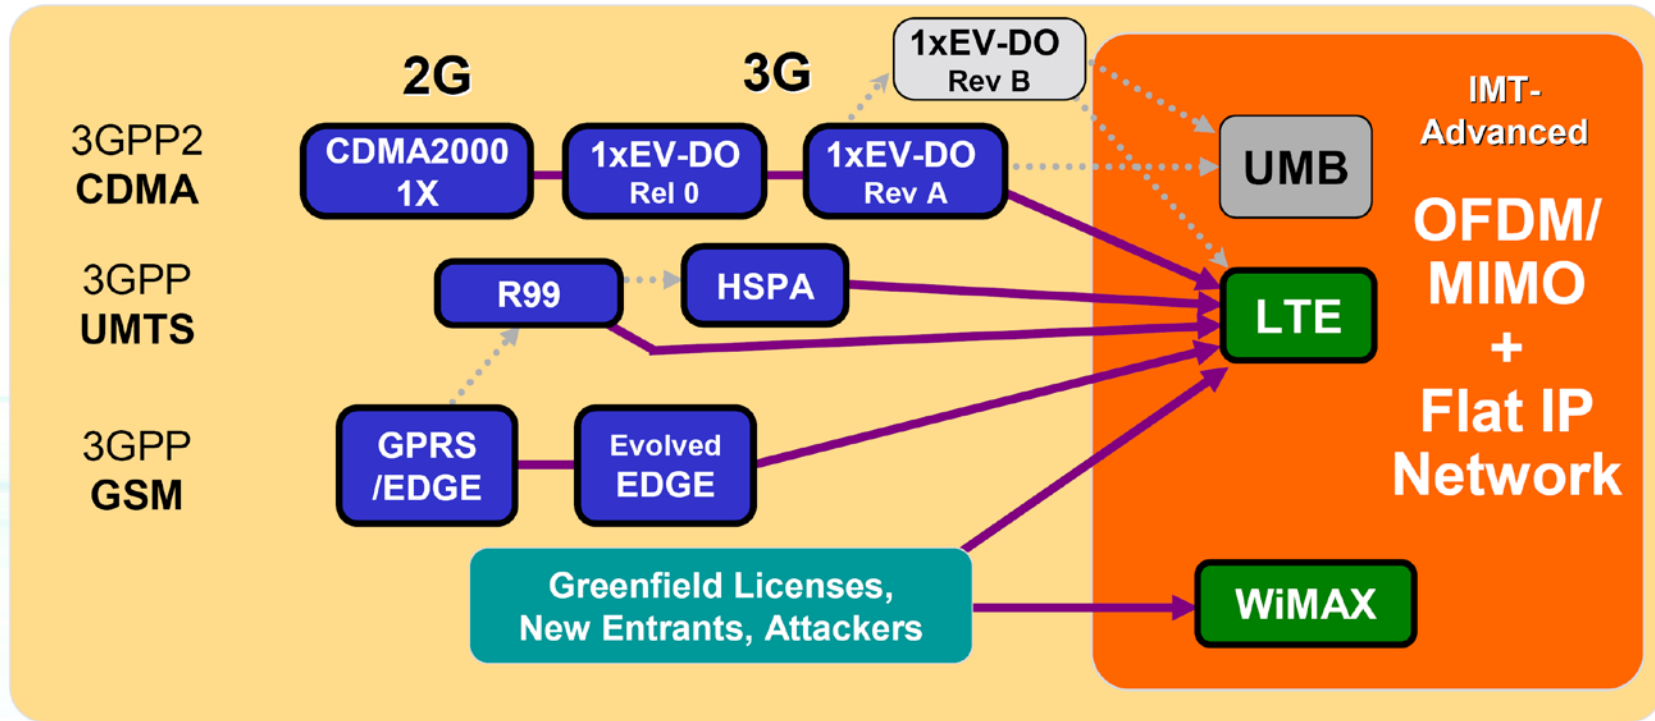 2G
3G
1xEV-DO
Rev B
IMT-
Advanced
3GPP2
CDMA
CDMA2000
1X
1xEV-DO
Rel 0
1xEV-DO
Rev A
UMB
OFDM/
MIMO
+
Flat IP
Network
3GPP
UMTS
R99
HSPA
LTE
3GPP
GSM
GPRS
/EDGE
Evolved
EDGE
Greenfield Licenses,
New Entrants, Attackers
WiMAX